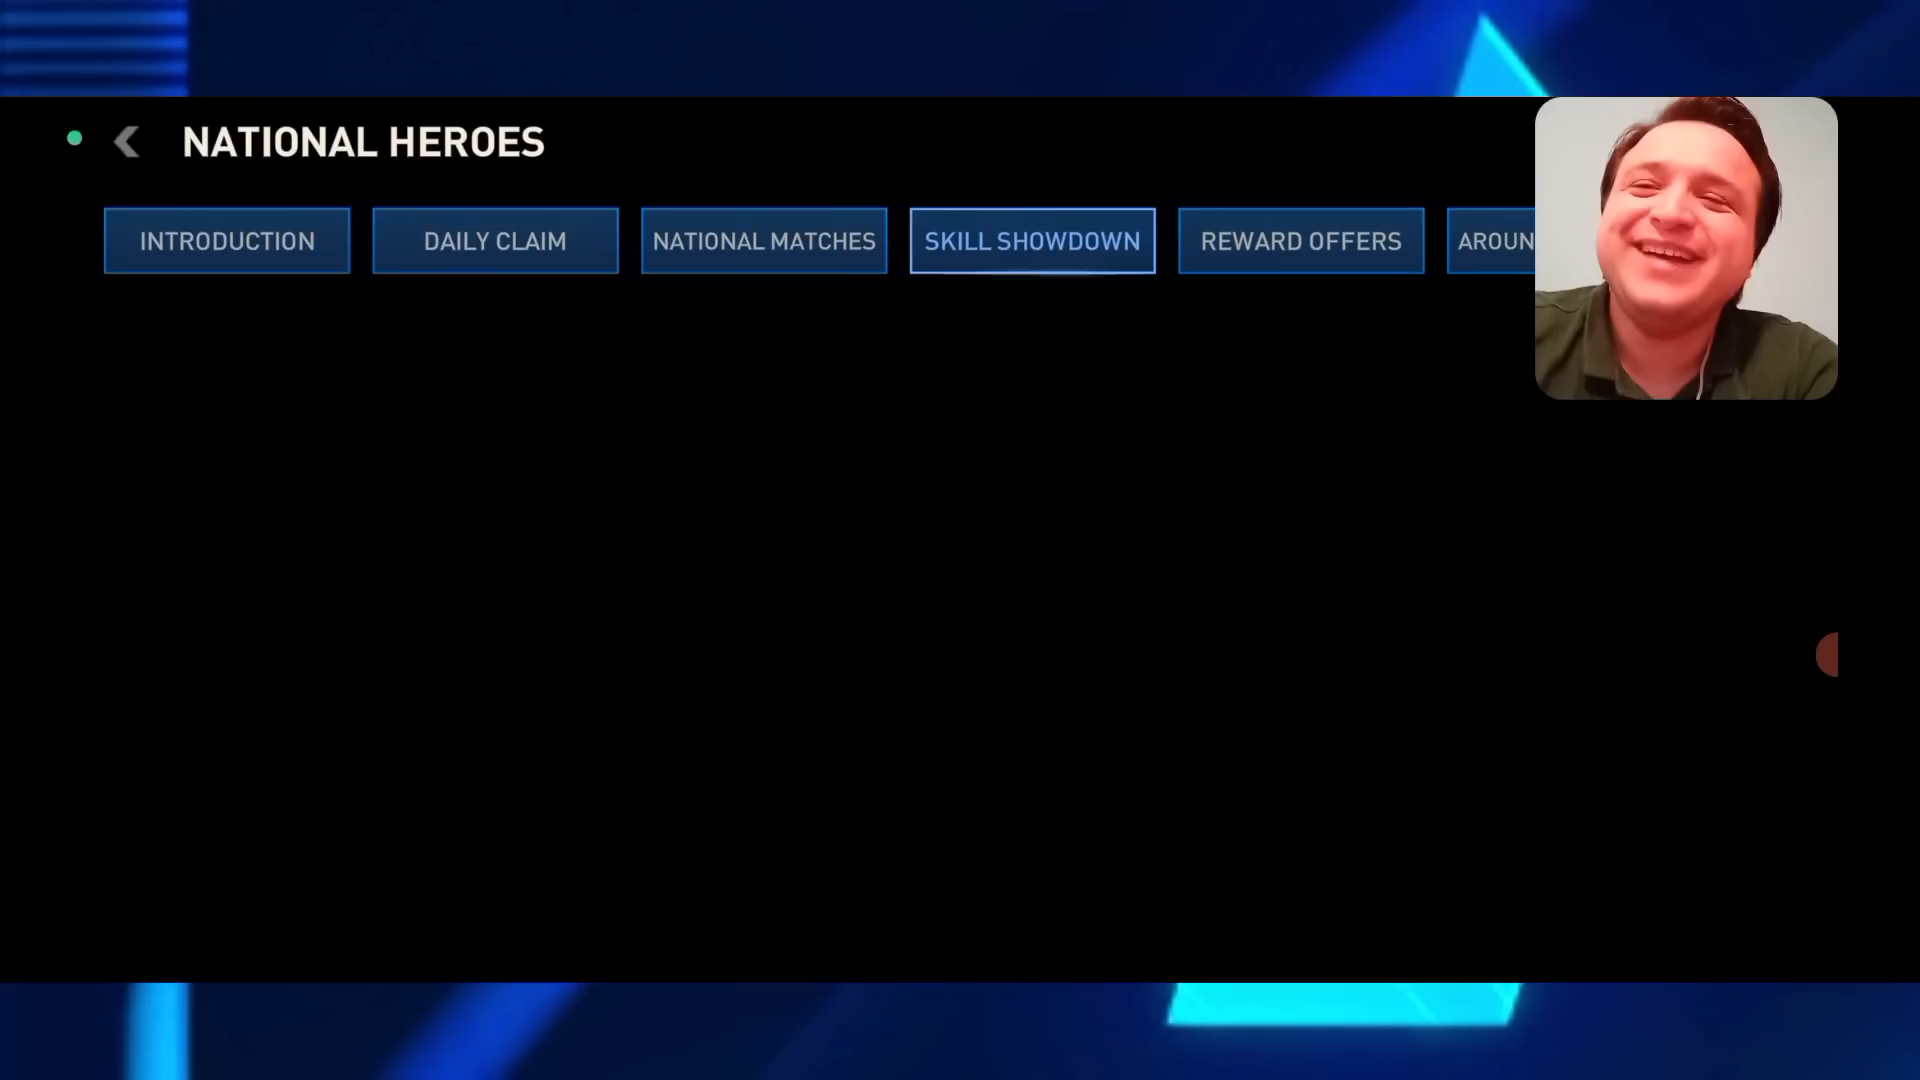 NATIONAL HEROES
INTRODUCTION
DAILY CLAIM
NATIONAL MATCHES
SKILL SHOWDOWN
REWARD OFFERS
AROUN